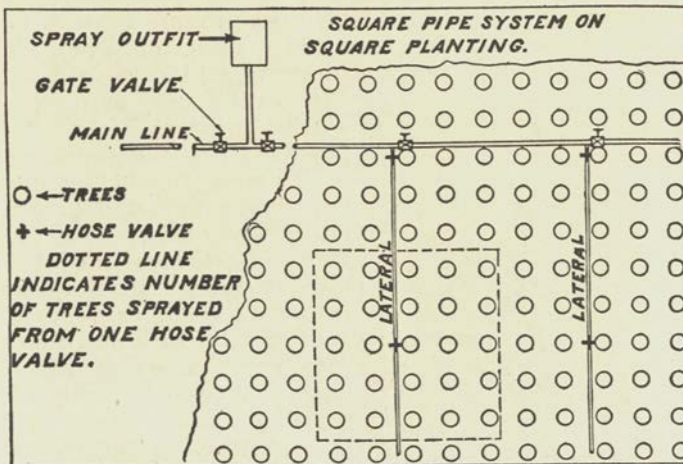 SQUARE PIPE SYSTEM ON
SQUARE PLANTING.
SPRAY OUTFIT
GATE VALVE
MAIN LINE
TREES
HOSE VALVE
DOTTED LINE
INDICATES NUMBER
OF TREES SPRAYED
FROM ONE HOSE
VALVE.
LATERAL
LATERAL